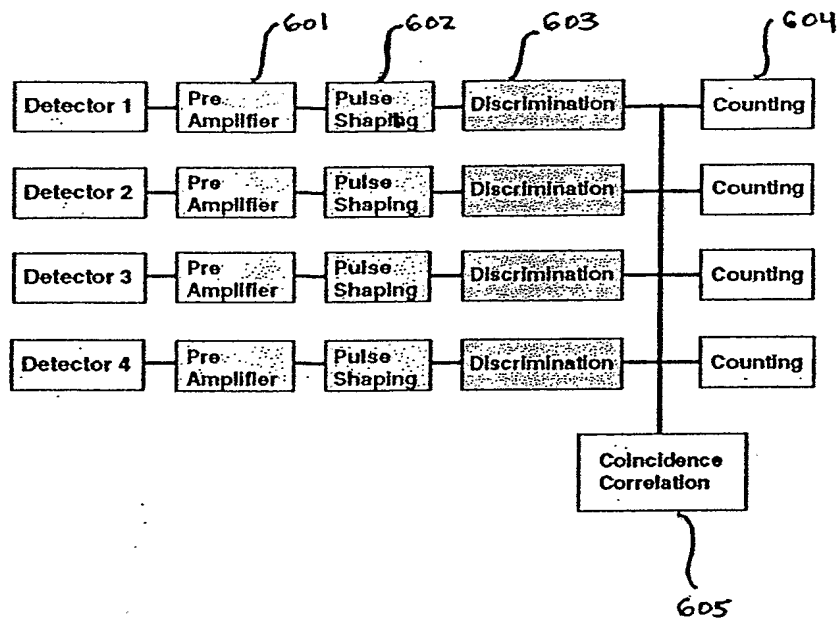 601 602 603 604
Detector 1 Pre Amplifier Pulse Shaping Discrimination Counting
Detector 2 Pre Amplifier Pulse Shaping Discrimination Counting
Detector 3 Pre Amplifier Pulse Shaping Discrimination Counting
Detector 4 Pre Amplifier Pulse Shaping Discrimination Counting
Coincidence
Correlation
605